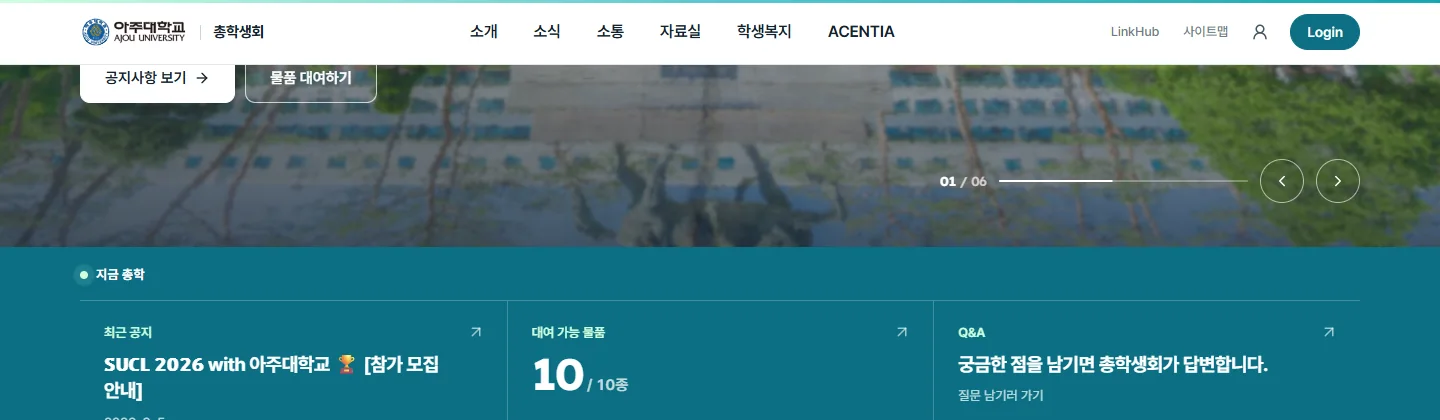 아주대학교
AJOU UNIVERSITY
총학생회
소개
소식
소통
자료실
학생복지
ACENTIA
LinkHub
사이트맵
Login
공지사항 보기 →
물품 대여하기
01 / 06
지금 총학
최근 공지
SUCL 2026 with 아주대학교 🏆 [참가 모집
안내]
대여 가능 물품
10 / 10종
Q&A
궁금한 점을 남기면 총학생회가 답변합니다.
질문 남기러 가기